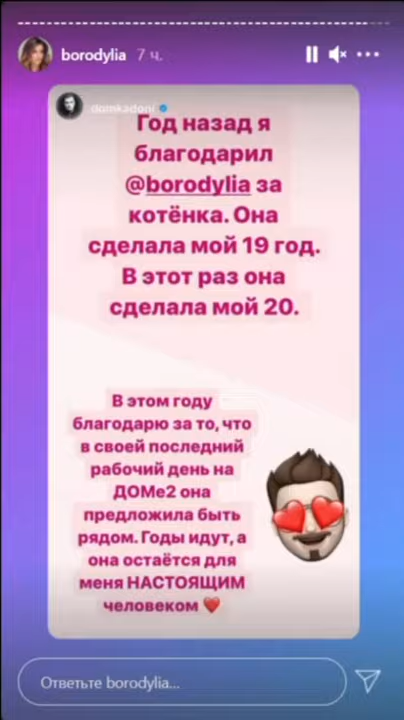 borodylia 7 ч.
domkadoni
Год назад я
благодарил
@borodylia за
котёнка. Она
сделала мой 19 год.
В этот раз она
сделала мой 20.
В этом году
благодарю за то, что
в своей последний
рабочий день на
ДОМе2 она
предложила быть
рядом. Годы идут, а
она остаётся для
меня НАСТОЯЩИМ
человеком ❤️
Ответьте borodylia...